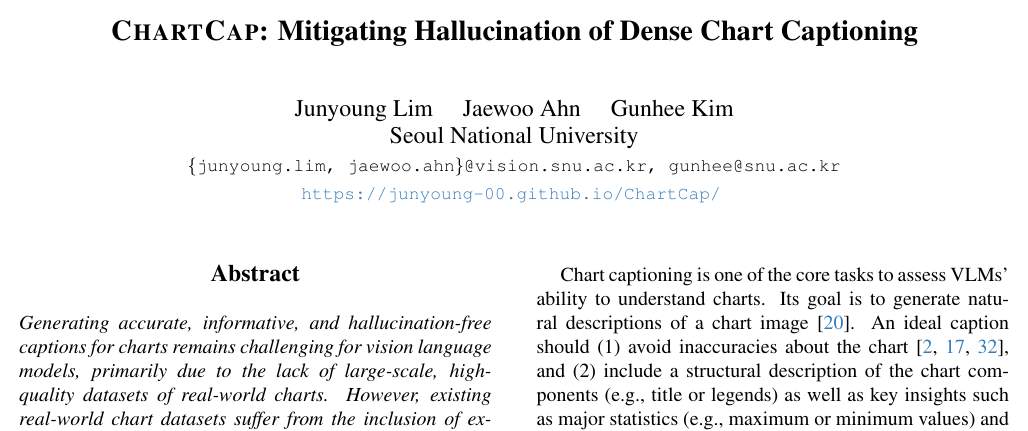 CHARTCAP: Mitigating Hallucination of Dense Chart Captioning
Junyoung Lim Jaewoo Ahn Gunhee Kim
Seoul National University
{junyoung.lim, jaewoo.ahn}@vision.snu.ac.kr, gunhee@snu.ac.kr
https://junyoung-00.github.io/ChartCap/
Abstract
Generating accurate, informative, and hallucination-free
captions for charts remains challenging for vision language
models, primarily due to the lack of large-scale, high-
quality datasets of real-world charts. However, existing
real-world chart datasets suffer from the inclusion of ex-
Chart captioning is one of the core tasks to assess VLMs'
ability to understand charts. Its goal is to generate natu-
ral descriptions of a chart image [20]. An ideal caption
should (1) avoid inaccuracies about the chart [2, 17, 32],
and (2) include a structural description of the chart com-
ponents (e.g., title or legends) as well as key insights such
as major statistics (e.g., maximum or minimum values) and